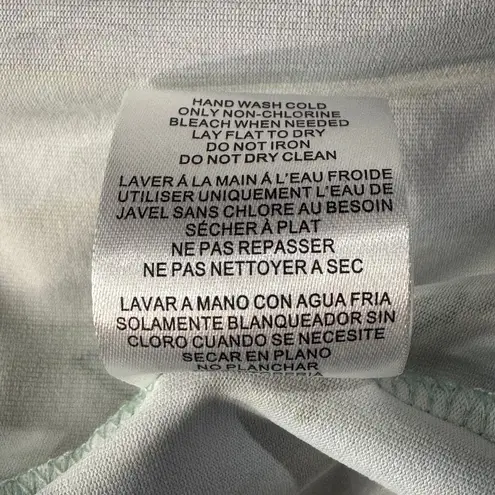 HAND WASH COLD
ONLY NON-CHLORINE
BLEACH WHEN NEEDED
LAY FLAT TO DRY
DO NOT IRON
DO NOT DRY CLEAN
LAVER Á LA MAIN Á L'EAU FROIDE
UTILISER UNIQUEMENT L'EAU DE
JAVEL SANS CHLORE AU BESOIN
SÉCHER À PLAT
NE PAS REPASSER
NE PAS NETTOYER A SEC
LAVAR A MANO CON AGUA FRIA
SOLAMENTE BLANQUEADOR SIN
CLORO CUANDO SE NECESITE
SECAR EN PLANO
NO PLANCHAR